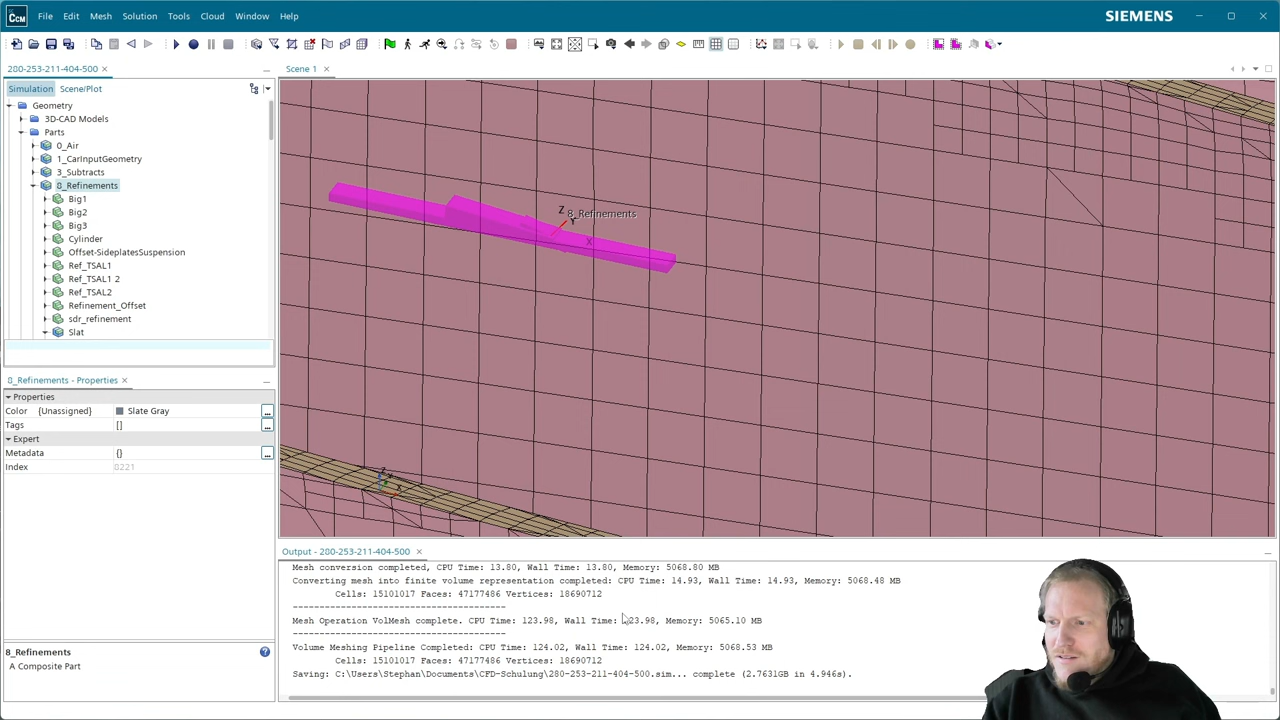 CCM File Edit Mesh Solution Tools Cloud Window Help SIEMENS
280-253-211-404-500
Scene 1
Simulation Scene/Plot
Geometry
3D-CAD Models
Parts
0_Air
1_CarInputGeometry
3_Subtracts
8_Refinements
Big1
Big2
Big3
Cylinder
Offset-SideplatesSuspension
Ref_TSAL1
Ref_TSAL1 2
Ref_TSAL2
Refinement_Offset
sdr_refinement
Slat
Z
Y
X
8_Refinements
Z
X
8_Refinements - Properties
Properties
Color {Unassigned} Slate Gray ...
Tags [] ...
Expert
Metadata {} ...
Index 8221
8_Refinements
A Composite Part
Output - 280-253-211-404-500
Mesh conversion completed, CPU Time: 13.80, Wall Time: 13.80, Memory: 5068.80 MB
Converting mesh into finite volume representation completed: CPU Time: 14.93, Wall Time: 14.93, Memory: 5068.48 MB
Cells: 15101017 Faces: 47177486 Vertices: 18690712
----------------------------------------
Mesh Operation VolMesh complete. CPU Time: 123.98, Wall Time: 123.98, Memory: 5065.10 MB
----------------------------------------
Volume Meshing Pipeline Completed: CPU Time: 124.02, Wall Time: 124.02, Memory: 5068.53 MB
Cells: 15101017 Faces: 47177486 Vertices: 18690712
Saving: C:\Users\Stephan\Documents\CFD-Schulung\280-253-211-404-500.sim... complete (2.7631GB in 4.946s).